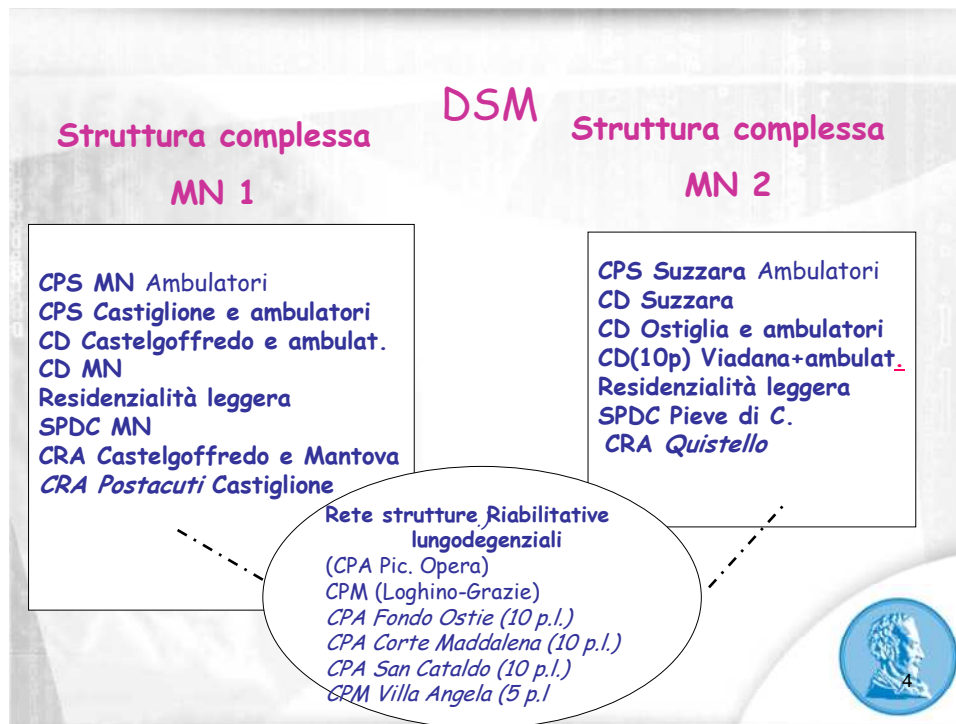 DSM
Struttura complessa
MN 1
Struttura complessa
MN 2
CPS MN Ambulatori
CPS Castiglione e ambulatori
CD Castelgoffredo e ambulat.
CD MN
Residenzialità leggera
SPDC MN
CRA Castelgoffredo e Mantova
CRA Postacuti Castiglione
CPS Suzzara Ambulatori
CD Suzzara
CD Ostiglia e ambulatori
CD(10p) Viadana+ambulat.
Residenzialità leggera
SPDC Pieve di C.
CRA Quistello
Rete strutture Riabilitative
lungodegenziali
(CPA Pic. Opera)
CPM (Loghino-Grazie)
CPA Fondo Ostie (10 p.l.)
CPA Corte Maddalena (10 p.l.)
CPA San Cataldo (10 p.l.)
CPM Villa Angela (5 p.l
4